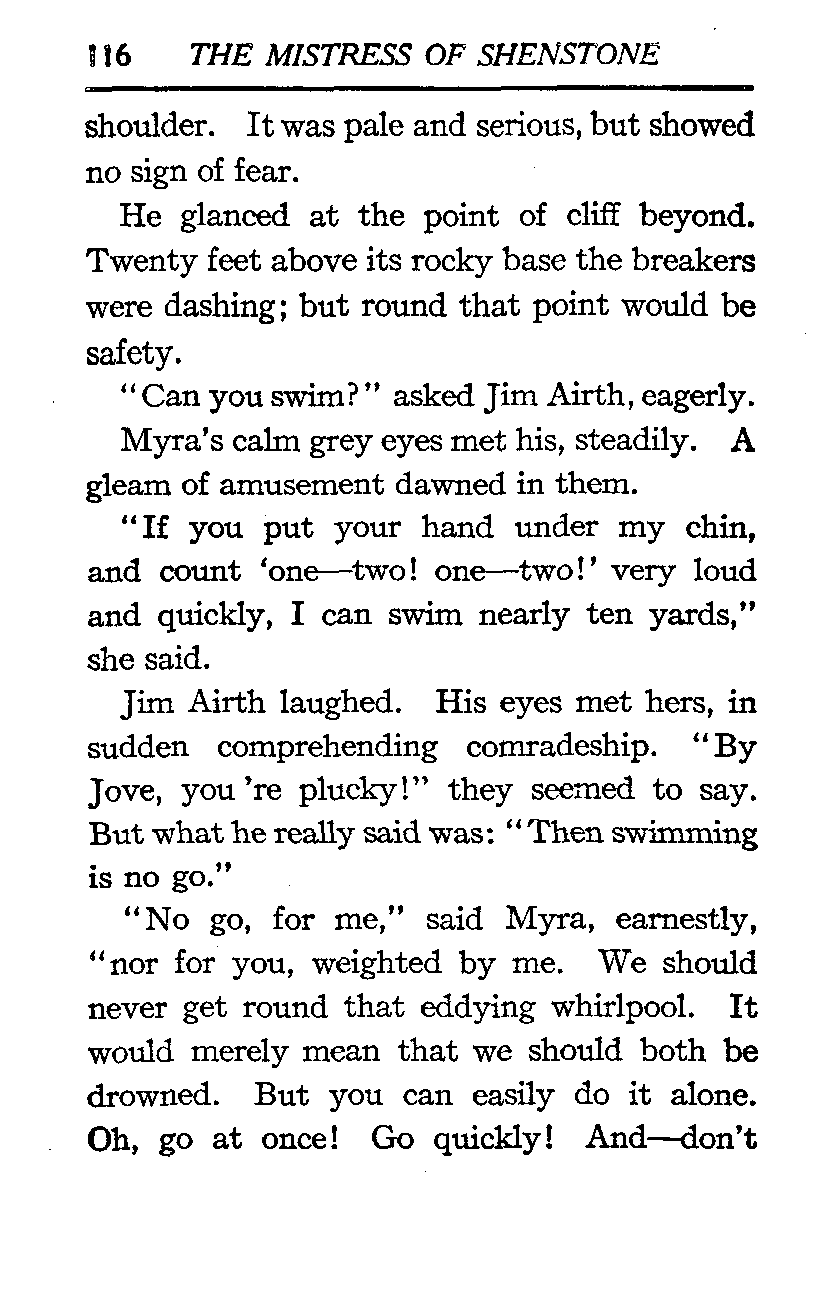 116 THE MISTRESS OF SHENSTONE
shoulder. It was pale and serious, but showed
no sign of fear.
He glanced at the point of cliff beyond.
Twenty feet above its rocky base the breakers
were dashing; but round that point would be
safety.
"Can you swim?" asked Jim Airth, eagerly.
Myra's calm grey eyes met his, steadily. A
gleam of amusement dawned in them.
"If you put your hand under my chin,
and count 'one—two! one—two!' very loud
and quickly, I can swim nearly ten yards,"
she said.
Jim Airth laughed. His eyes met hers, in
sudden comprehending comradeship. "By
Jove, you 're plucky!" they seemed to say.
But what he really said was: "Then swimming
is no go."
"No go, for me," said Myra, earnestly,
"nor for you, weighted by me. We should
never get round that eddying whirlpool. It
would merely mean that we should both be
drowned. But you can easily do it alone.
Oh, go at once! Go quickly! And—don't